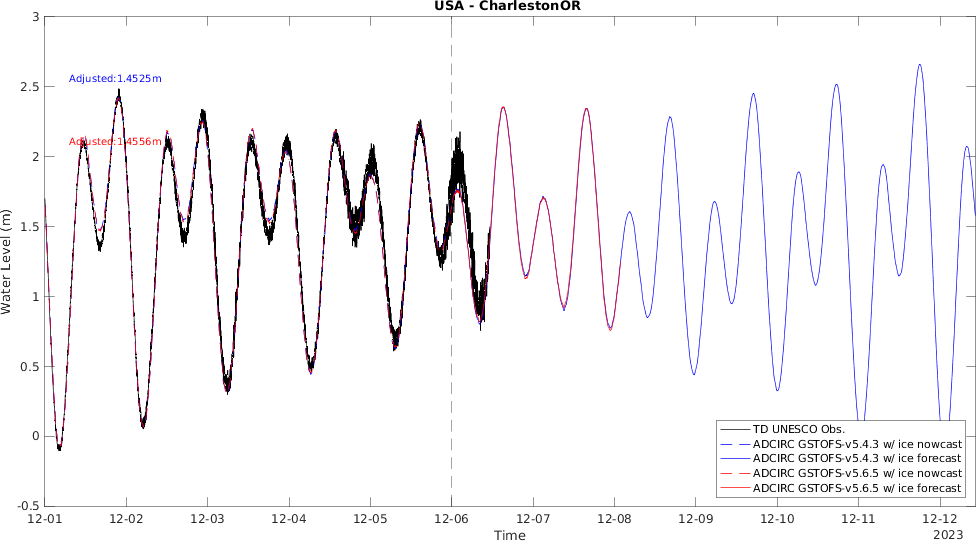 USA - CharlestonOR
3
2.5
2
1.5
1
0.5
0
-0.5
Water Level (m)
Adjusted:1.4525m
Adjusted:1.4556m
TD UNESCO Obs.
ADCIRC GSTOFS-v5.4.3 w/ ice nowcast
ADCIRC GSTOFS-v5.4.3 w/ ice forecast
ADCIRC GSTOFS-v5.6.5 w/ ice nowcast
ADCIRC GSTOFS-v5.6.5 w/ ice forecast
12-01 12-02 12-03 12-04 12-05 12-06 12-07 12-08 12-09 12-10 12-11 12-12
Time
2023